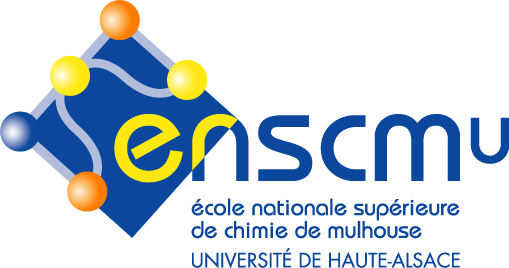 enscmu
école nationale supérieure
de chimie de mulhouse
UNIVERSITÉ DE HAUTE-ALSACE